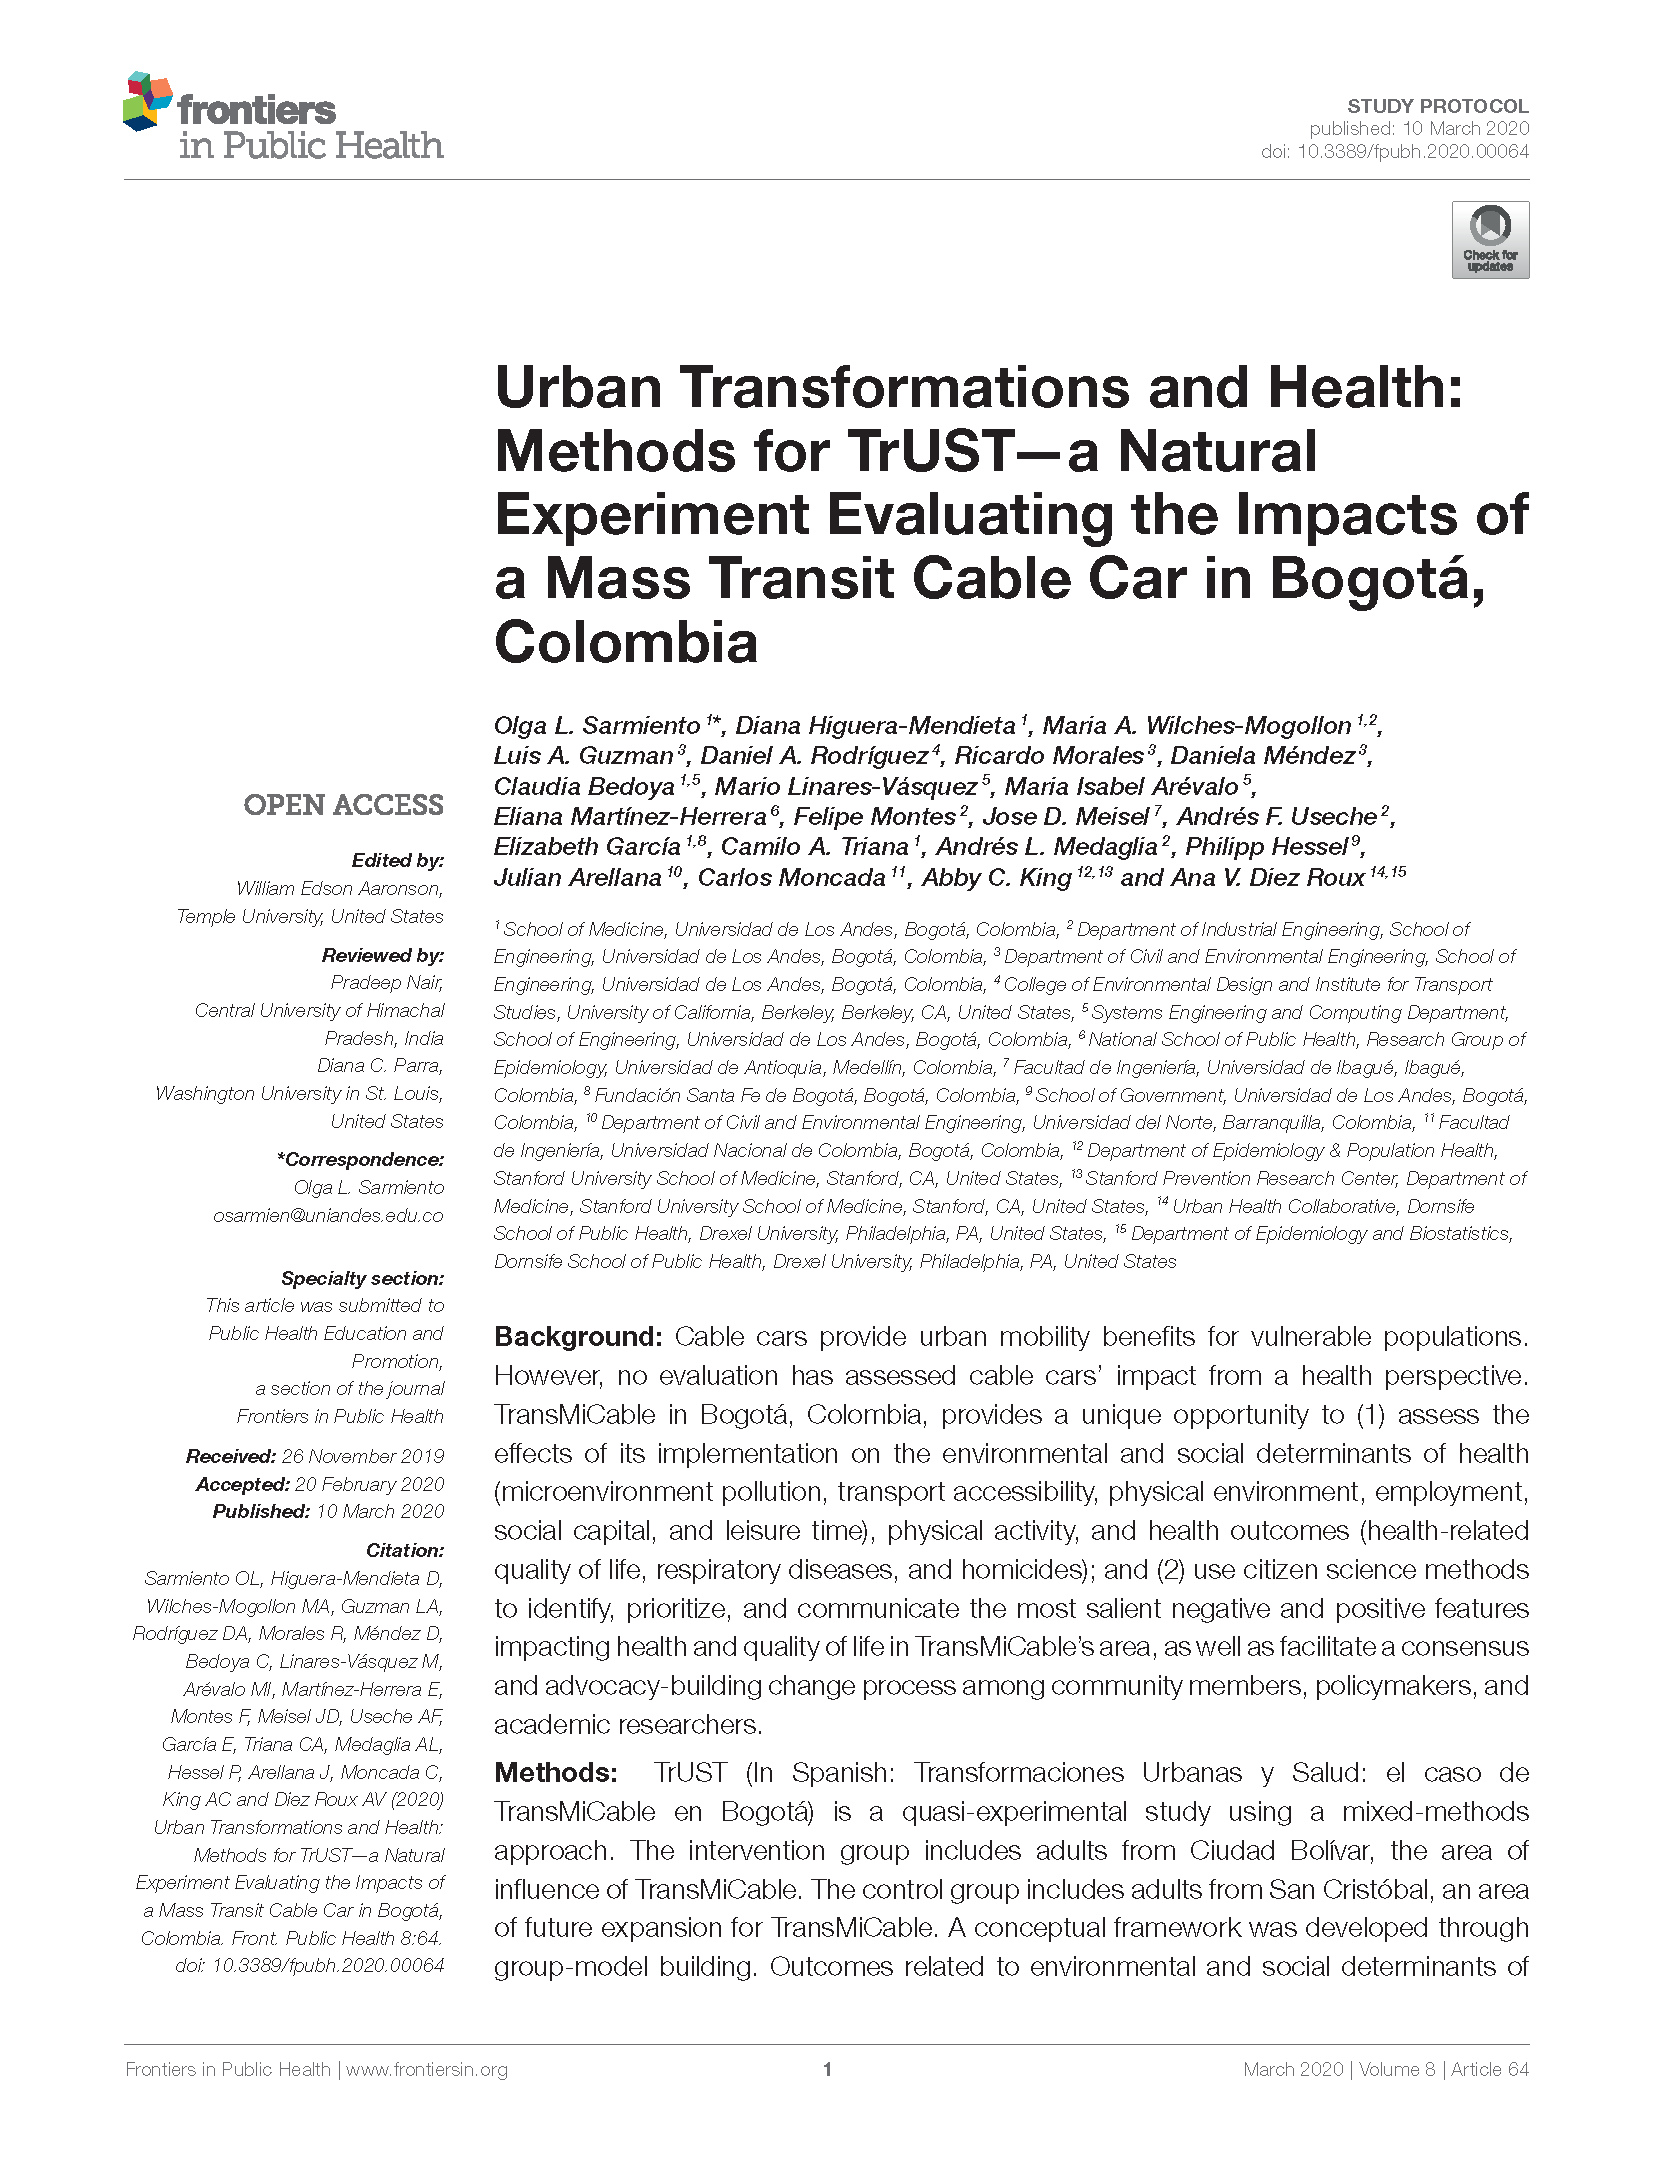 frontiers
in Public Health
STUDY PROTOCOL
published: 10 March 2020
doi: 10.3389/fpubh.2020.00064
Check for
updates
Urban Transformations and Health:
Methods for TrUST—a Natural
Experiment Evaluating the Impacts of
a Mass Transit Cable Car in Bogotá,
Colombia
Olga L. Sarmiento 1*, Diana Higuera-Mendieta 1, Maria A. Wilches-Mogollon 1,2,
Luis A. Guzman 3, Daniel A. Rodríguez 4, Ricardo Morales 3, Daniela Méndez 3,
Claudia Bedoya 1,5, Mario Linares-Vásquez 5, Maria Isabel Arévalo 5,
Eliana Martínez-Herrera 6, Felipe Montes 2, Jose D. Meisel 7, Andrés F. Useche 2,
Elizabeth García 1,8, Camilo A. Triana 1, Andrés L. Medaglia 2, Philipp Hessel 9,
Julian Arellana 10, Carlos Moncada 11, Abby C. King 12,13 and Ana V. Diez Roux 14,15
1 School of Medicine, Universidad de Los Andes, Bogotá, Colombia, 2 Department of Industrial Engineering, School of
Engineering, Universidad de Los Andes, Bogotá, Colombia, 3 Department of Civil and Environmental Engineering, School of
Engineering, Universidad de Los Andes, Bogotá, Colombia, 4 College of Environmental Design and Institute for Transport
Studies, University of California, Berkeley, Berkeley, CA, United States, 5 Systems Engineering and Computing Department,
School of Engineering, Universidad de Los Andes, Bogotá, Colombia, 6 National School of Public Health, Research Group of
Epidemiology, Universidad de Antioquia, Medellín, Colombia, 7 Facultad de Ingeniería, Universidad de Ibagué, Ibagué,
Colombia, 8 Fundación Santa Fe de Bogotá, Bogotá, Colombia, 9 School of Government, Universidad de Los Andes, Bogotá,
Colombia, 10 Department of Civil and Environmental Engineering, Universidad del Norte, Barranquilla, Colombia, 11 Facultad
de Ingeniería, Universidad Nacional de Colombia, Bogotá, Colombia, 12 Department of Epidemiology & Population Health,
Stanford University School of Medicine, Stanford, CA, United States, 13 Stanford Prevention Research Center, Department of
Medicine, Stanford University School of Medicine, Stanford, CA, United States, 14 Urban Health Collaborative, Dornsife
School of Public Health, Drexel University, Philadelphia, PA, United States, 15 Department of Epidemiology and Biostatistics,
Dornsife School of Public Health, Drexel University, Philadelphia, PA, United States
OPEN ACCESS
Edited by:
William Edson Aaronson,
Temple University, United States
Reviewed by:
Pradeep Nair,
Central University of Himachal
Pradesh, India
Diana C. Parra,
Washington University in St. Louis,
United States
*Correspondence:
Olga L. Sarmiento
osarmien@uniandes.edu.co
Specialty section:
This article was submitted to
Public Health Education and
Promotion,
a section of the journal
Frontiers in Public Health
Received: 26 November 2019
Accepted: 20 February 2020
Published: 10 March 2020
Citation:
Sarmiento OL, Higuera-Mendieta D,
Wilches-Mogollon MA, Guzman LA,
Rodríguez DA, Morales R, Méndez D,
Bedoya C, Linares-Vásquez M,
Arévalo MI, Martínez-Herrera E,
Montes F, Meisel JD, Useche AF,
García E, Triana CA, Medaglia AL,
Hessel P, Arellana J, Moncada C,
King AC and Diez Roux AV (2020)
Urban Transformations and Health:
Methods for TrUST—a Natural
Experiment Evaluating the Impacts of
a Mass Transit Cable Car in Bogotá,
Colombia. Front. Public Health 8:64.
doi: 10.3389/fpubh.2020.00064
Background: Cable cars provide urban mobility benefits for vulnerable populations.
However, no evaluation has assessed cable cars' impact from a health perspective.
TransMiCable in Bogotá, Colombia, provides a unique opportunity to (1) assess the
effects of its implementation on the environmental and social determinants of health
(microenvironment pollution, transport accessibility, physical environment, employment,
social capital, and leisure time), physical activity, and health outcomes (health-related
quality of life, respiratory diseases, and homicides); and (2) use citizen science methods
to identify, prioritize, and communicate the most salient negative and positive features
impacting health and quality of life in TransMiCable's area, as well as facilitate a consensus
and advocacy-building change process among community members, policymakers, and
academic researchers.
Methods: TrUST (In Spanish: Transformaciones Urbanas y Salud: el caso de
TransMiCable en Bogotá) is a quasi-experimental study using a mixed-methods
approach. The intervention group includes adults from Ciudad Bolívar, the area of
influence of TransMiCable. The control group includes adults from San Cristóbal, an area
of future expansion for TransMiCable. A conceptual framework was developed through
group-model building. Outcomes related to environmental and social determinants of
Frontiers in Public Health | www.frontiersin.org
1
March 2020 | Volume 8 | Article 64